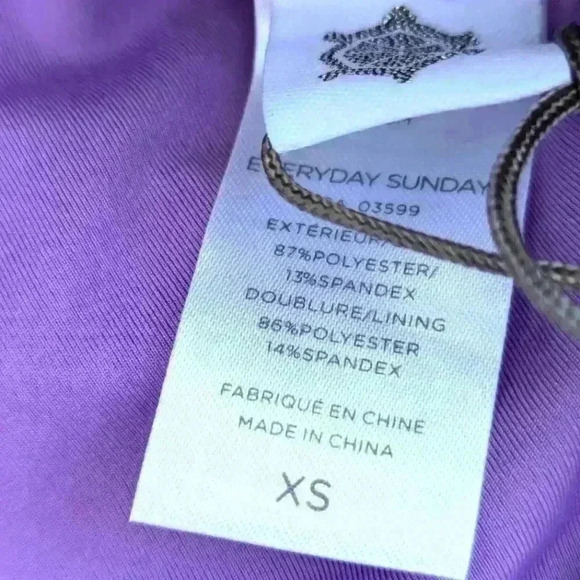 EVERYDAY SUNDAY
03599
EXTÉRIEUR/
87%POLYESTER/
13%SPANDEX
DOUBLURE/LINING
86%POLYESTER
14%SPANDEX
FABRIQUÉ EN CHINE
MADE IN CHINA
XS